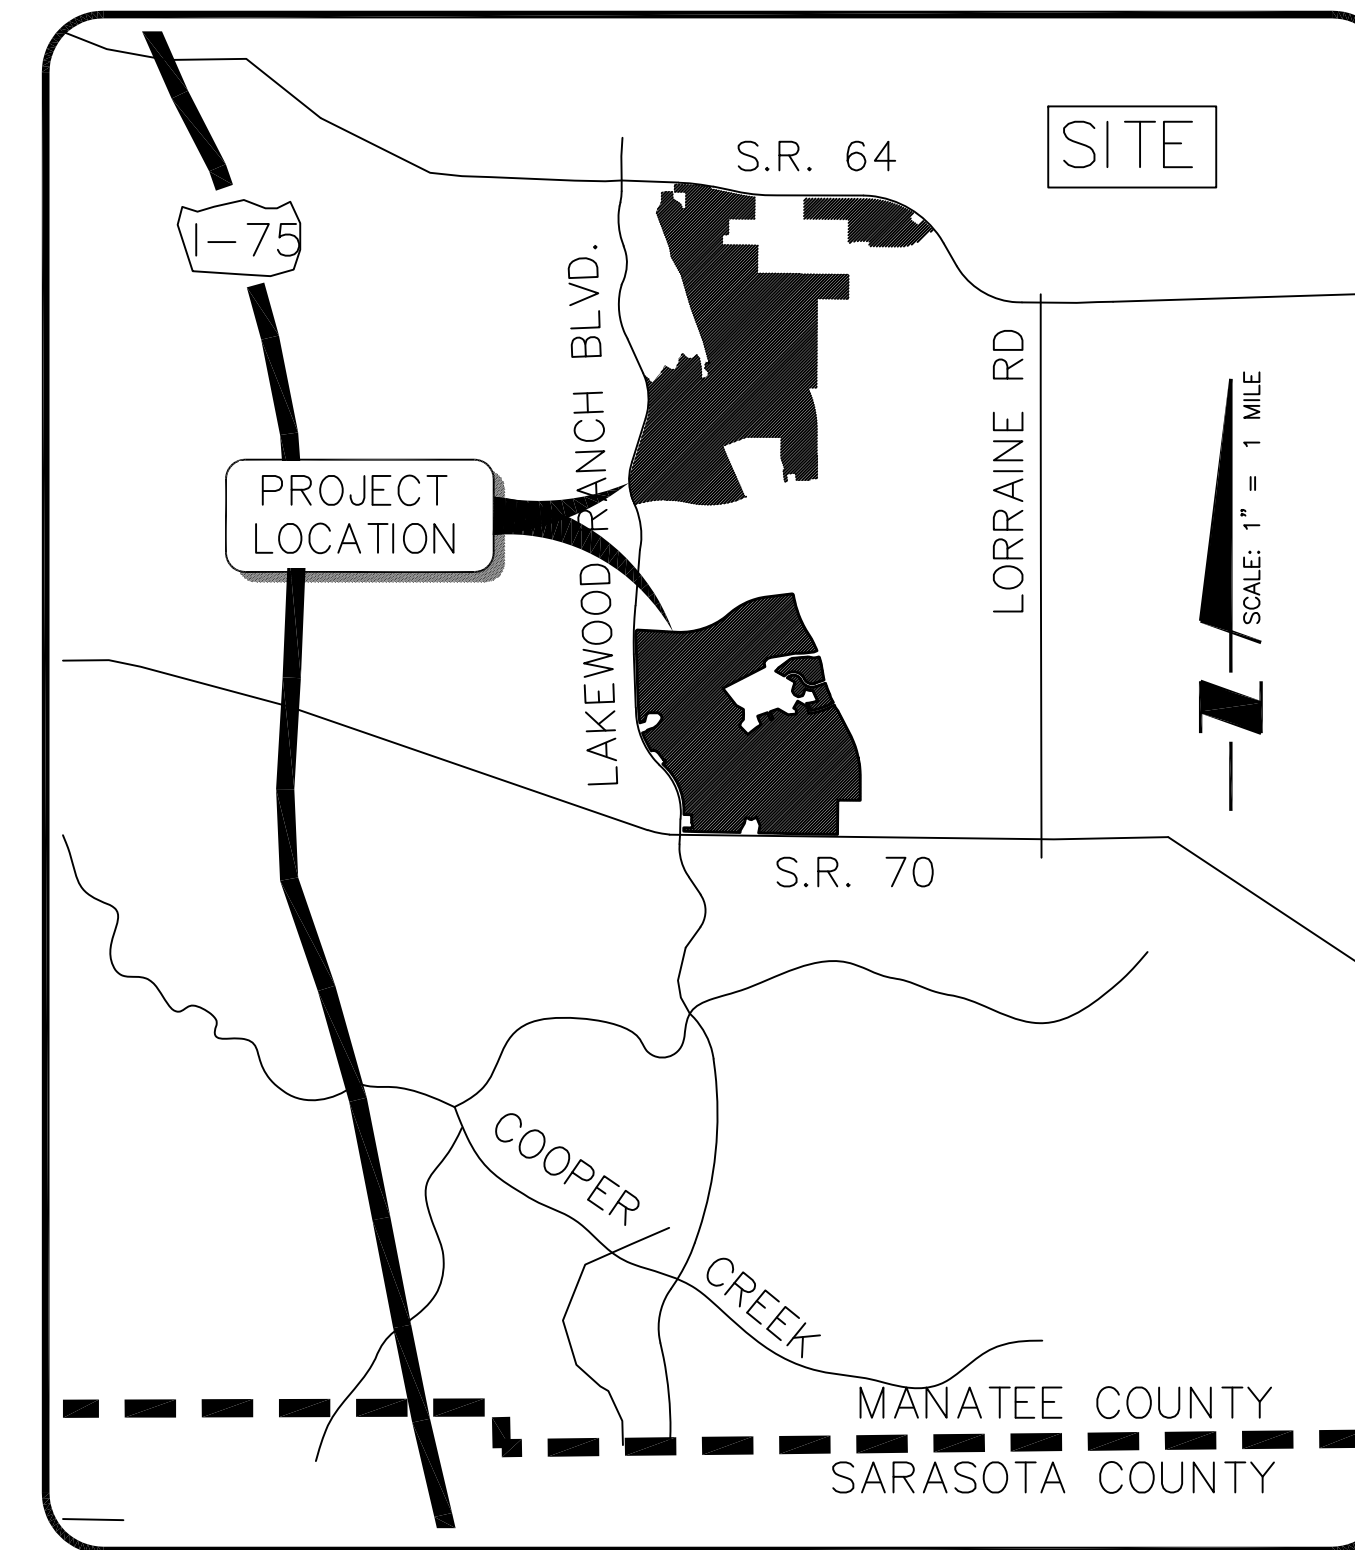 SITE
S.R. 64
I-75
LAKEWOOD RANCH BLVD.
LORRAINE RD
SCALE: 1" = 1 MILE
N
PROJECT
LOCATION
S.R. 70
COOPER
CREEK
MANATEE COUNTY
SARASOTA COUNTY